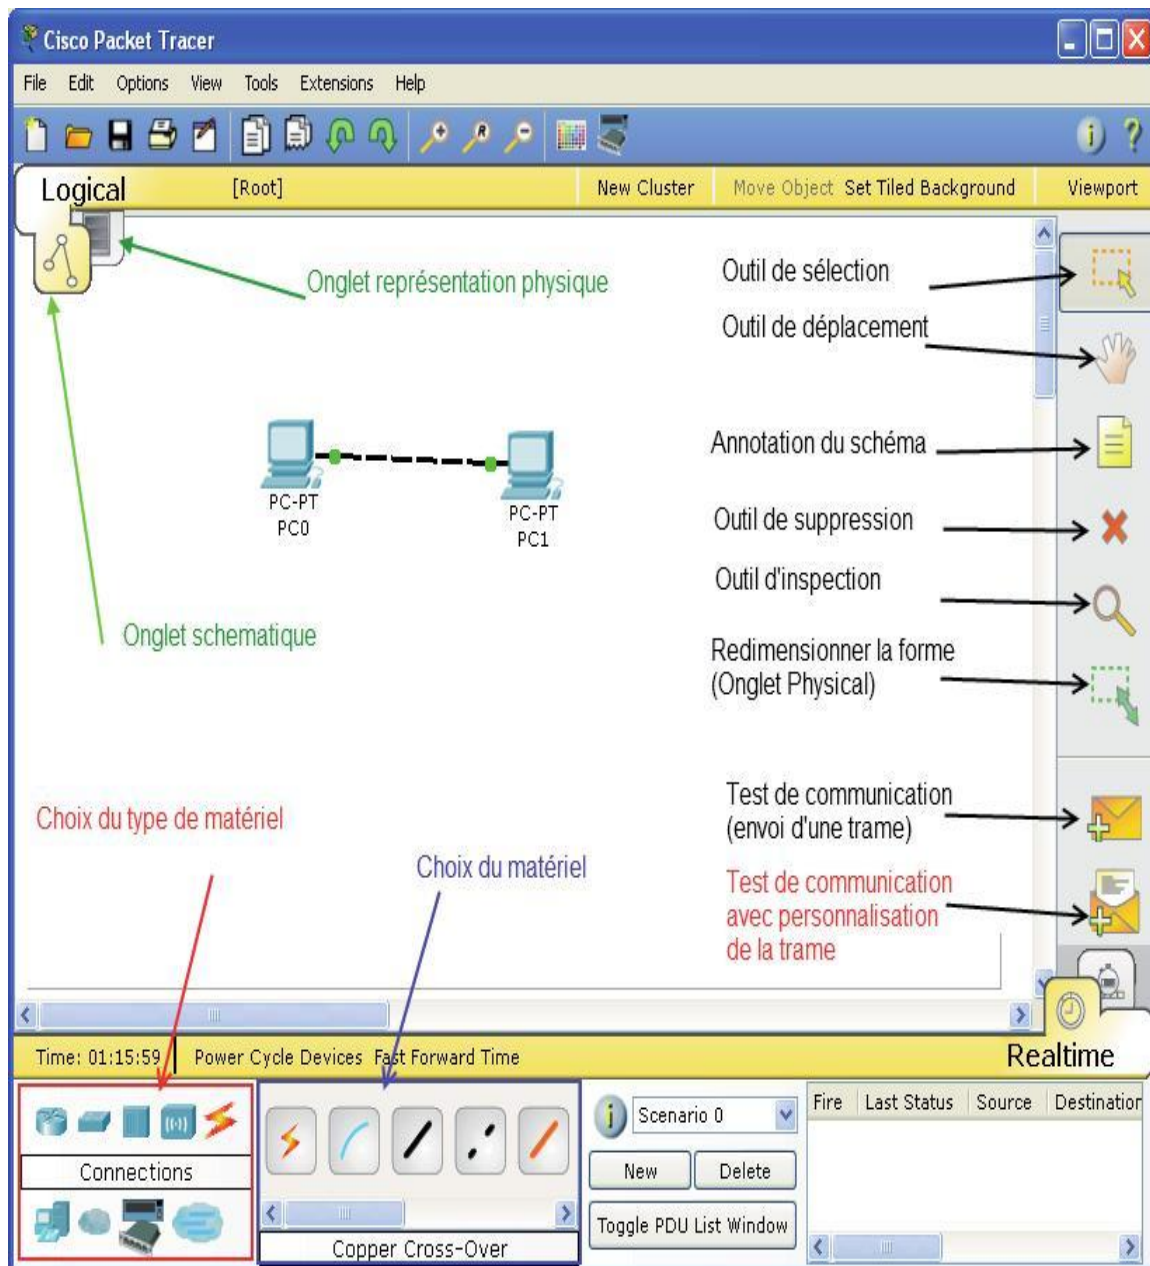 Cisco Packet Tracer
File Edit Options View Tools Extensions Help
Logical [Root] New Cluster Move Object Set Tiled Background Viewport
Onglet représentation physique
Outil de sélection
Outil de déplacement
Annotation du schéma
PC-PT
PC0
PC-PT
PC1
Outil de suppression
Outil d'inspection
Onglet schematique
Redimensionner la forme
(Onglet Physical)
Choix du type de matériel
Test de communication
(envoi d'une trame)
Choix du matériel
Test de communication
avec personnalisation
de la trame
Time: 01:15:59 Power Cycle Devices Fast Forward Time Realtime
Connections
Copper Cross-Over
Scenario 0
New Delete
Toggle PDU List Window
Fire Last Status Source Destination